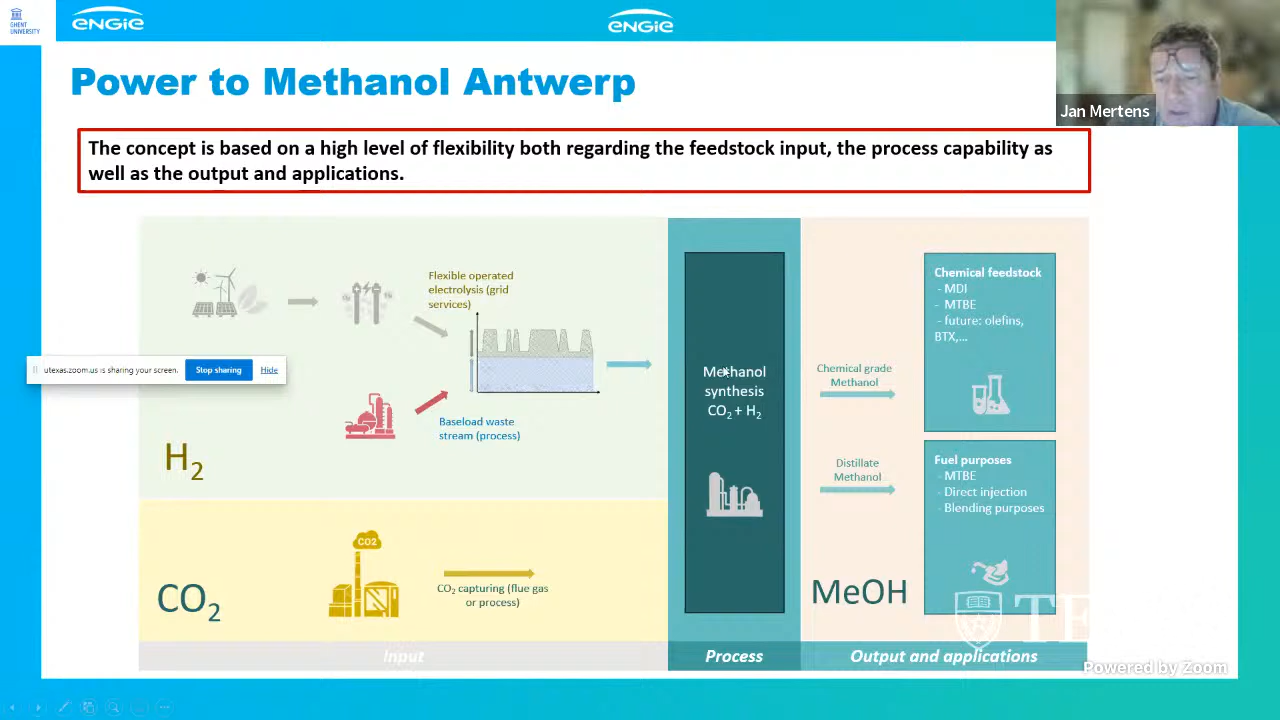 GHENT
UNIVERSITY
ENGIE
ENGIE
Jan Mertens
Power to Methanol Antwerp
The concept is based on a high level of flexibility both regarding the feedstock input, the process capability as
well as the output and applications.
Flexible operated
electrolysis (grid
services)
utexas.zoom.us is sharing your screen.
Stop sharing
Hide
Baseload waste
stream (process)
H₂
CO2
CO₂ capturing (flue gas
or process)
CO₂
Input
Methanol
synthesis
CO₂ + H₂
Process
Chemical grade
Methanol
Distillate
Methanol
Chemical feedstock
- MDI
- MTBE
- future: olefins,
BTX,...
Fuel purposes
- MTBE
- Direct injection
- Blending purposes
MeOH
Output and applications
Powered by Zoom